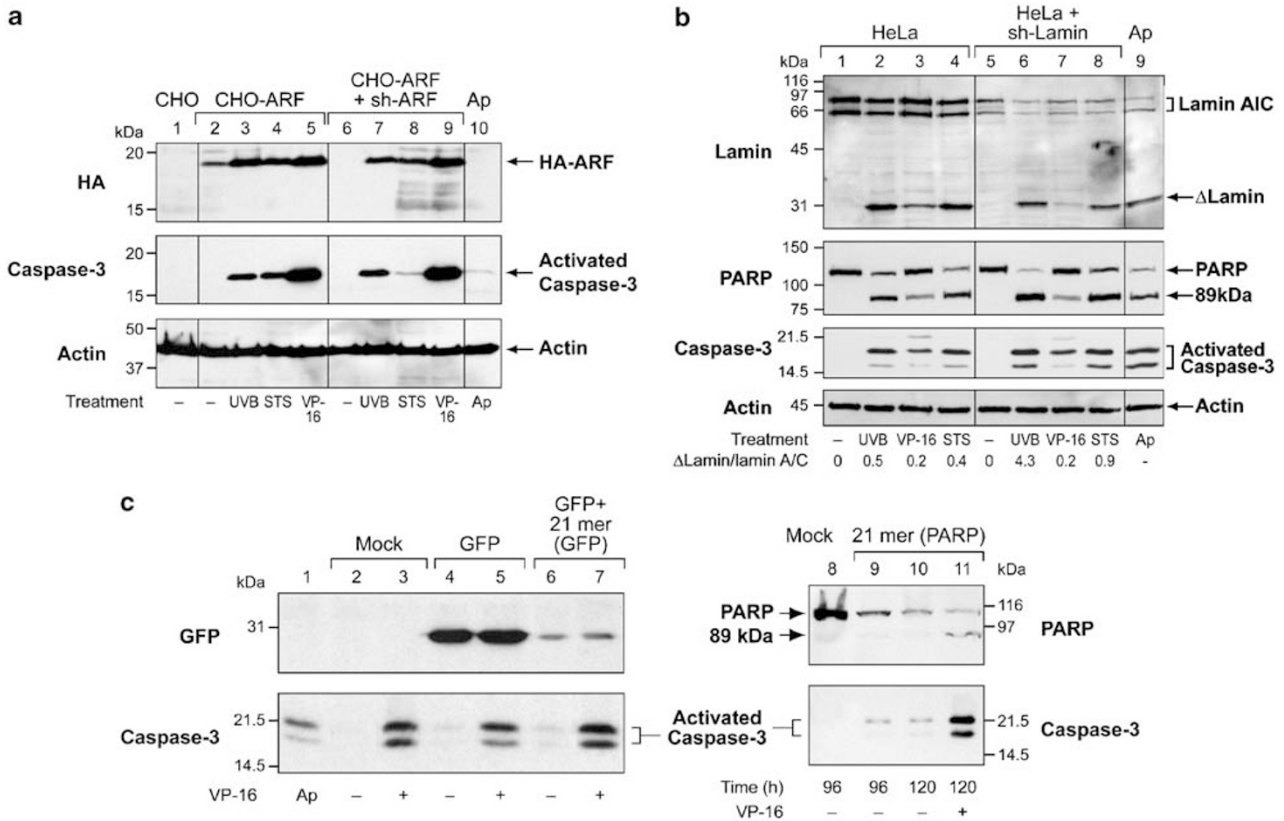 a
CHO
CHO-ARF
CHO-ARF
+ sh-ARF
Ap
kDa
1 2 3 4 5 6 7 8 9 10
20
HA
HA-ARF
15
20
Caspase-3
Activated
Caspase-3
15
50
Actin
Actin
37
Treatment
– – UVB STS VP-16 – UVB STS VP-16 Ap
b
HeLa
HeLa +
sh-Lamin
Ap
kDa
1 2 3 4 5 6 7 8 9
116
97
66
Lamin AIC
Lamin
45
31
ΔLamin
150
PARP
PARP
100
89kDa
75
21.5
Caspase-3
Activated
Caspase-3
14.5
Actin
45
Actin
Treatment – UVB VP-16 STS – UVB VP-16 STS Ap
ΔLamin/lamin A/C 0 0.5 0.2 0.4 0 4.3 0.2 0.9 -
c
Mock
GFP
GFP+
21 mer
(GFP)
kDa
1 2 3 4 5 6 7
31
GFP
21.5
Caspase-3
14.5
VP-16 Ap – + – + – +
Activated
Caspase-3
Mock
21 mer (PARP)
8 9 10 11 kDa
PARP
116
97
PARP
89 kDa
21.5
Caspase-3
14.5
Time (h) 96 96 120 120
VP-16 – – – +